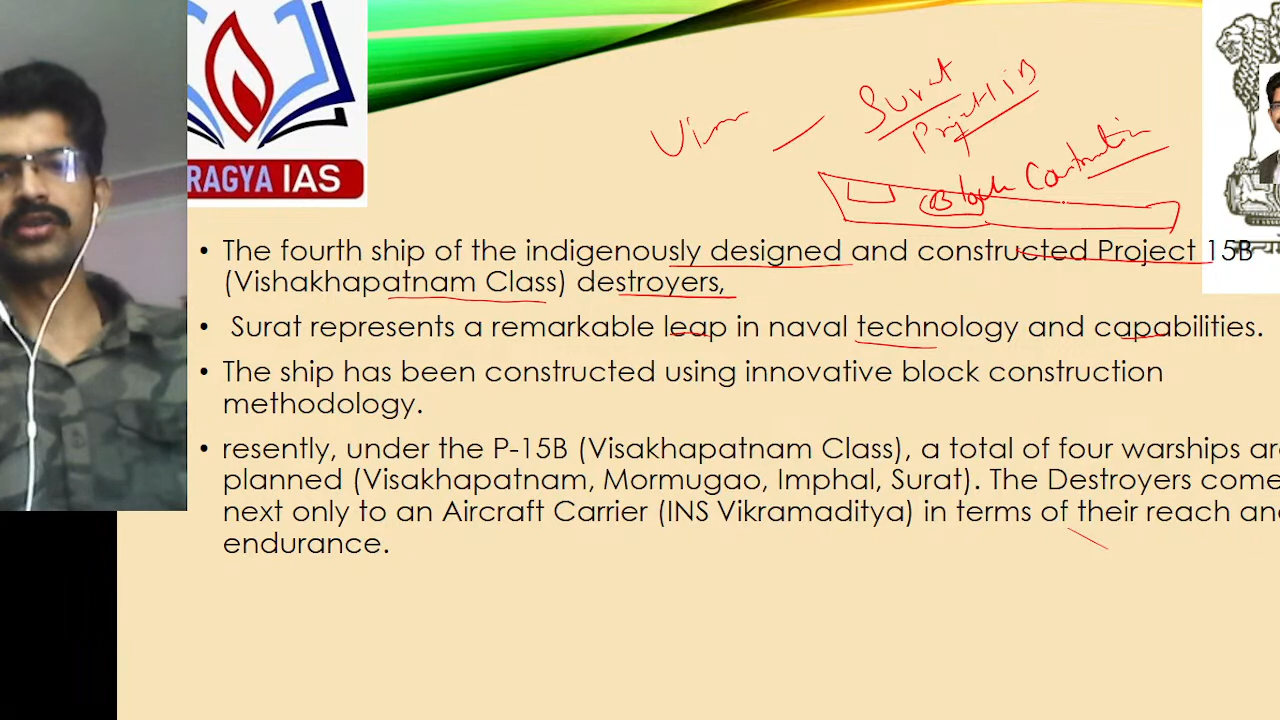 RAGYA IAS
Surat
Project 15B
Block Construction
• The fourth ship of the indigenously designed and constructed Project 15B
(Vishakhapatnam Class) destroyers,
• Surat represents a remarkable leap in naval technology and capabilities.
• The ship has been constructed using innovative block construction
methodology.
• resently, under the P-15B (Visakhapatnam Class), a total of four warships are
planned (Visakhapatnam, Mormugao, Imphal, Surat). The Destroyers come
next only to an Aircraft Carrier (INS Vikramaditya) in terms of their reach and
endurance.